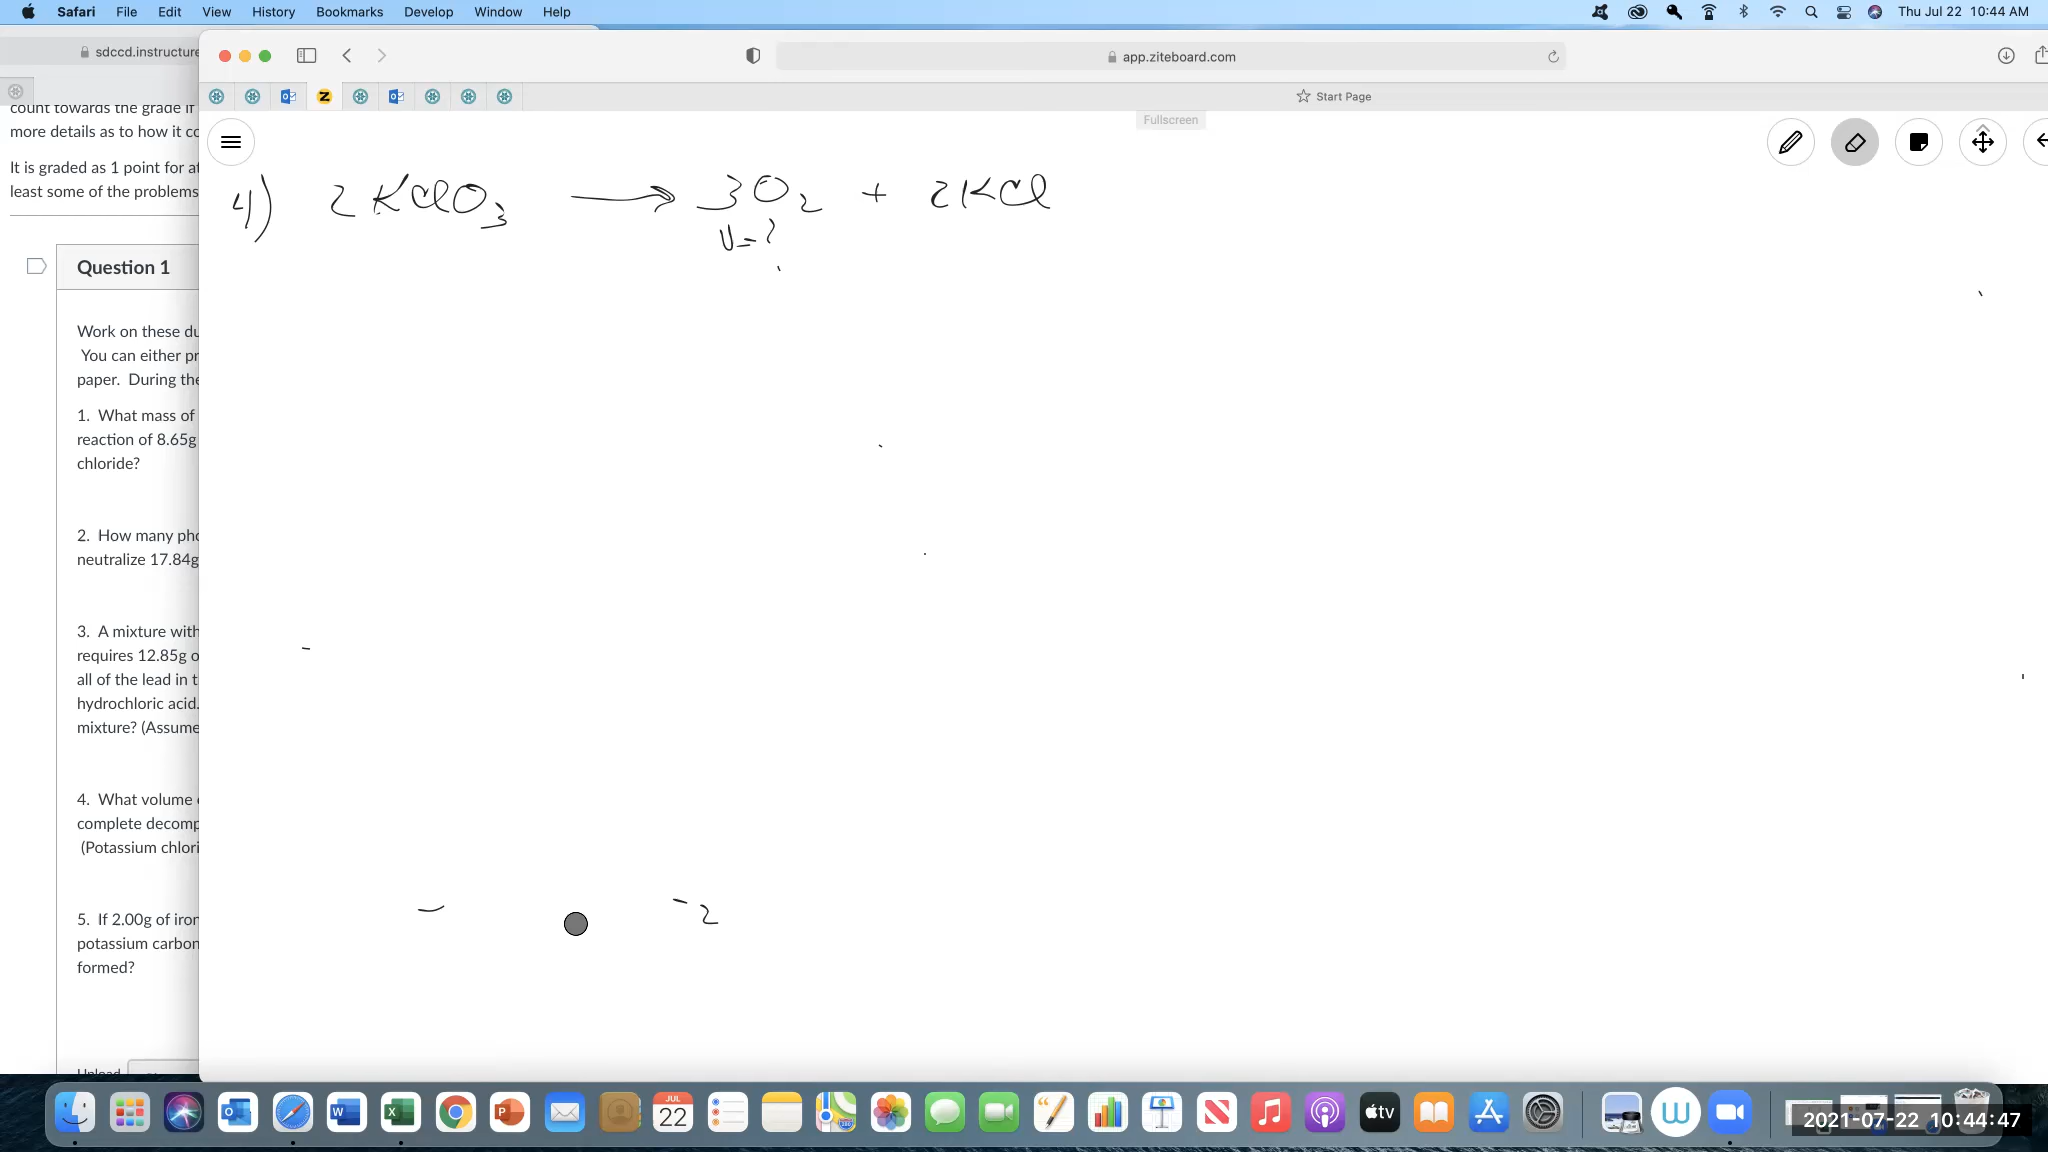 Safari File Edit View History Bookmarks Develop Window Help Thu Jul 22 10:44 AM
sdccd.instructure
app.ziteboard.com
Start Page
Fullscreen
count towards the grade if
more details as to how it co
It is graded as 1 point for at
least some of the problems
4) 2 KClO3 → 3O2 + 2KCl
V=?
Question 1
Work on these du
You can either pr
paper. During the
1. What mass of
reaction of 8.65g
chloride?
2. How many pho
neutralize 17.84g
3. A mixture with
requires 12.85g o
all of the lead in t
hydrochloric acid.
mixture? (Assume
4. What volume
complete decomp
(Potassium chlori
2
5. If 2.00g of iron
potassium carbon
formed?
Upload
JUL
22
tv
2021-07-22 10:44:47